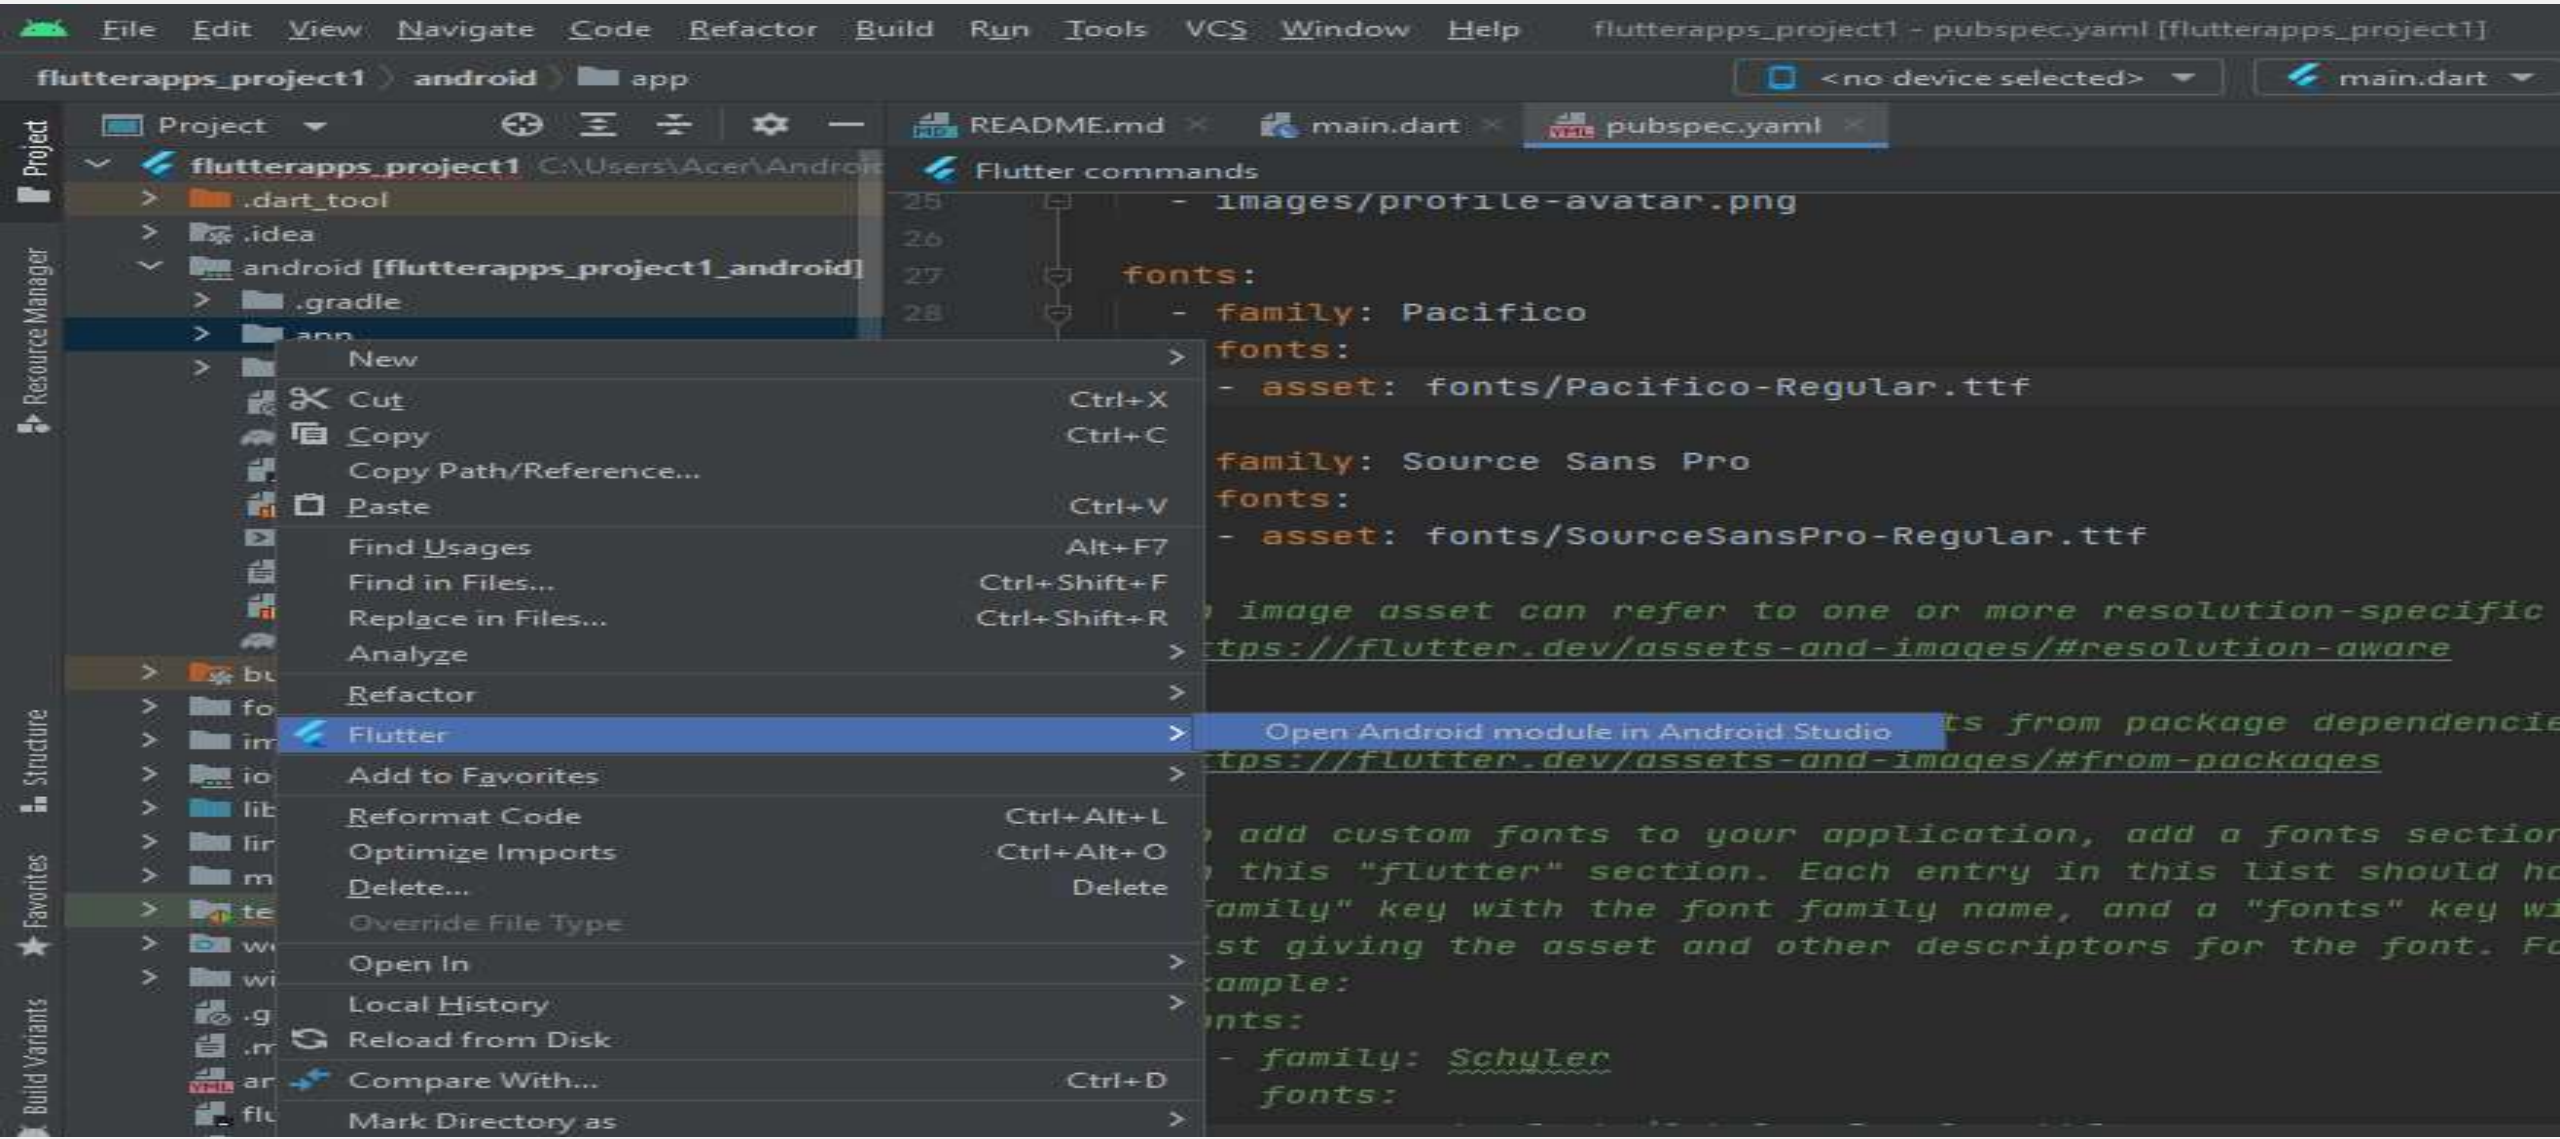 File Edit View Navigate Code Refactor Build Run Tools VCS Window Help flutterapps_project1 - pubspec.yaml [flutterapps_project1]
flutterapps_project1 android app <no device selected> main.dart
Project README.md main.dart pubspec.yaml
Project
Resource Manager
Structure
Favorites
Build Variants
flutterapps_project1 C:\Users\Acer\Android
.dart_tool
.idea
android [flutterapps_project1_android]
.gradle
app
New
Cut Ctrl+X
Copy Ctrl+C
Copy Path/Reference...
Paste Ctrl+V
Find Usages Alt+F7
Find in Files... Ctrl+Shift+F
Replace in Files... Ctrl+Shift+R
Analyze
Refactor
Flutter
Open Android module in Android Studio
Add to Favorites
Reformat Code Ctrl+Alt+L
Optimize Imports Ctrl+Alt+O
Delete... Delete
Override File Type
Open In
Local History
Reload from Disk
Compare With... Ctrl+D
Mark Directory as
Flutter commands
25 - images/profile-avatar.png
26
27 fonts:
28 - family: Pacifico
fonts:
- asset: fonts/Pacifico-Regular.ttf
family: Source Sans Pro
fonts:
- asset: fonts/SourceSansPro-Regular.ttf
image asset can refer to one or more resolution-specific
tps://flutter.dev/assets-and-images/#resolution-aware
ts from package dependencie
tps://flutter.dev/assets-and-images/#from-packages
add custom fonts to your application, add a fonts section
this "flutter" section. Each entry in this list should ha
family" key with the font family name, and a "fonts" key wi
st giving the asset and other descriptors for the font. Fo
ample:
nts:
- family: Schyler
fonts: